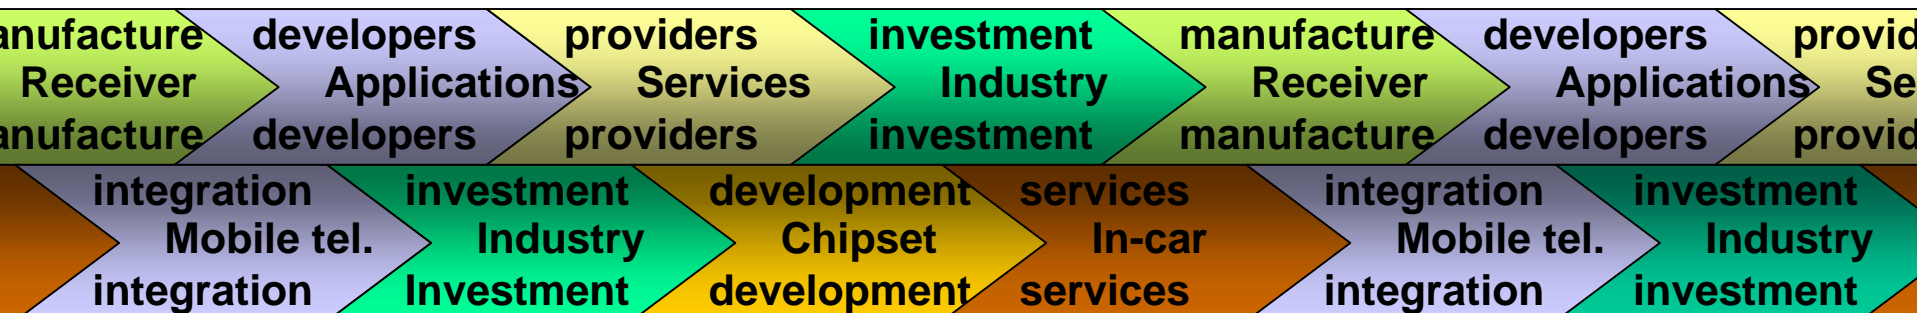 anufacture developers providers investment manufacture developers provid
Receiver Applications Services Industry Receiver Applications Se
anufacture developers providers investment manufacture developers provid
integration investment development services integration investment
Mobile tel. Industry Chipset In-car Mobile tel. Industry
integration Investment development services integration investment